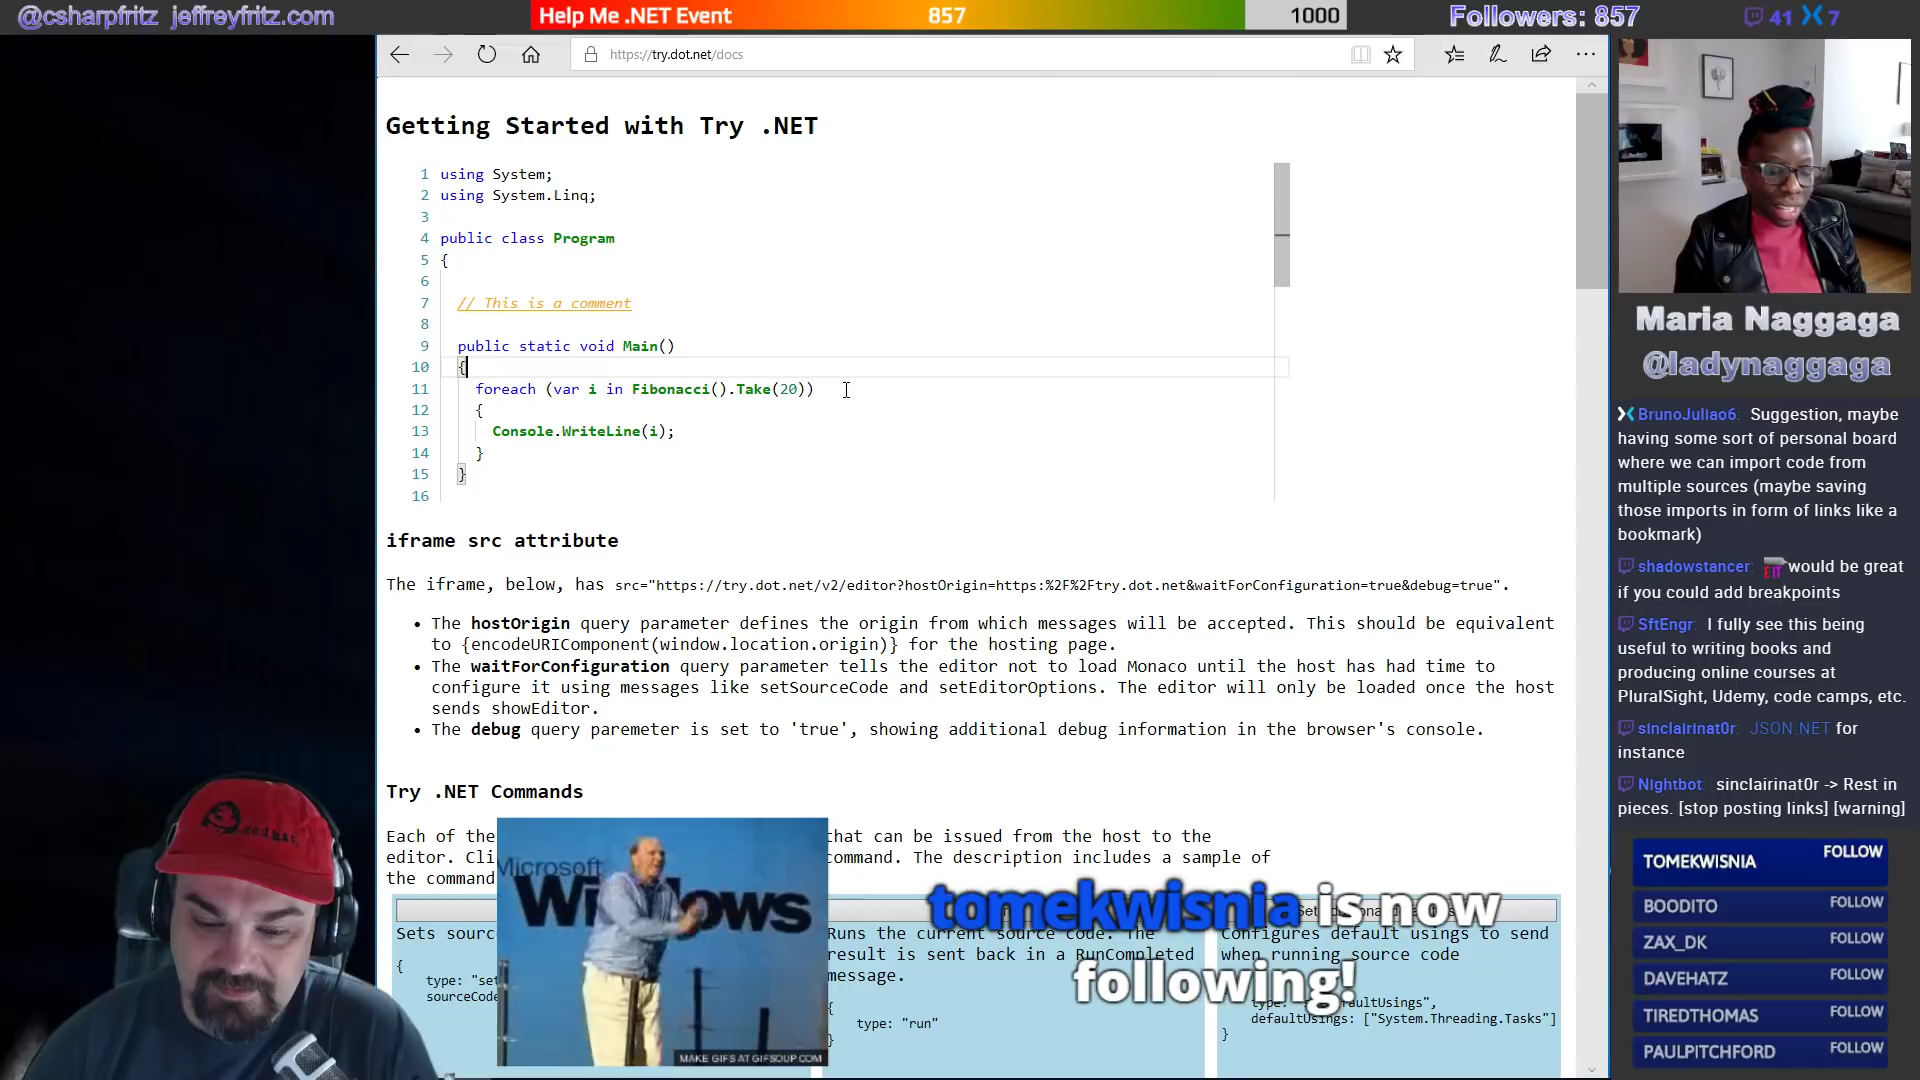 @csharpfritz jeffreyfritz.com
Help Me .NET Event 857 1000
Followers: 857
41 7
https://try.dot.net/docs
Getting Started with Try .NET
1 using System;
2 using System.Linq;
3
4 public class Program
5 {
6
7 // This is a comment
8
9 public static void Main()
10 {
11 foreach (var i in Fibonacci().Take(20))
12 {
13 Console.WriteLine(i);
14 }
15 }
16
iframe src attribute
The iframe, below, has src="https://try.dot.net/v2/editor?hostOrigin=https:%2F%2Ftry.dot.net&waitForConfiguration=true&debug=true".
• The hostOrigin query parameter defines the origin from which messages will be accepted. This should be equivalent
to {encodeURIComponent(window.location.origin)} for the hosting page.
• The waitForConfiguration query parameter tells the editor not to load Monaco until the host has had time to
configure it using messages like setSourceCode and setEditorOptions. The editor will only be loaded once the host
sends showEditor.
• The debug query paremeter is set to 'true', showing additional debug information in the browser's console.
Try .NET Commands
Each of the that can be issued from the host to the
editor. command. The description includes a sample of
the
Sets
{
type:
Runs the current source code. The
result is sent back in a RunCompleted
message.
{
type: "run"
}
Configures default usings to send
when running source code
type:
defaultUsings: ["System.Threading.Tasks"]
}
Microsoft
Windows
MAKE GIFS AT GIFSOUP.COM
tomekwisnia is now
following!
Maria Naggaga
@ladynaggaga
BrunoJuliao6: Suggestion, maybe
having some sort of personal board
where we can import code from
multiple sources (maybe saving
those imports in form of links like a
bookmark)
shadowstancer: would be great
if you could add breakpoints
SftEngr: I fully see this being
useful to writing books and
producing online courses at
PluralSight, Udemy, code camps, etc.
sinclairinat0r: JSON.NET for
instance
Nightbot: sinclairinat0r -> Rest in
pieces. [stop posting links] [warning]
TOMEKWISNIA FOLLOW
BOODITO FOLLOW
ZAX_DK FOLLOW
DAVEHATZ FOLLOW
TIREDTHOMAS FOLLOW
PAULPITCHFORD FOLLOW